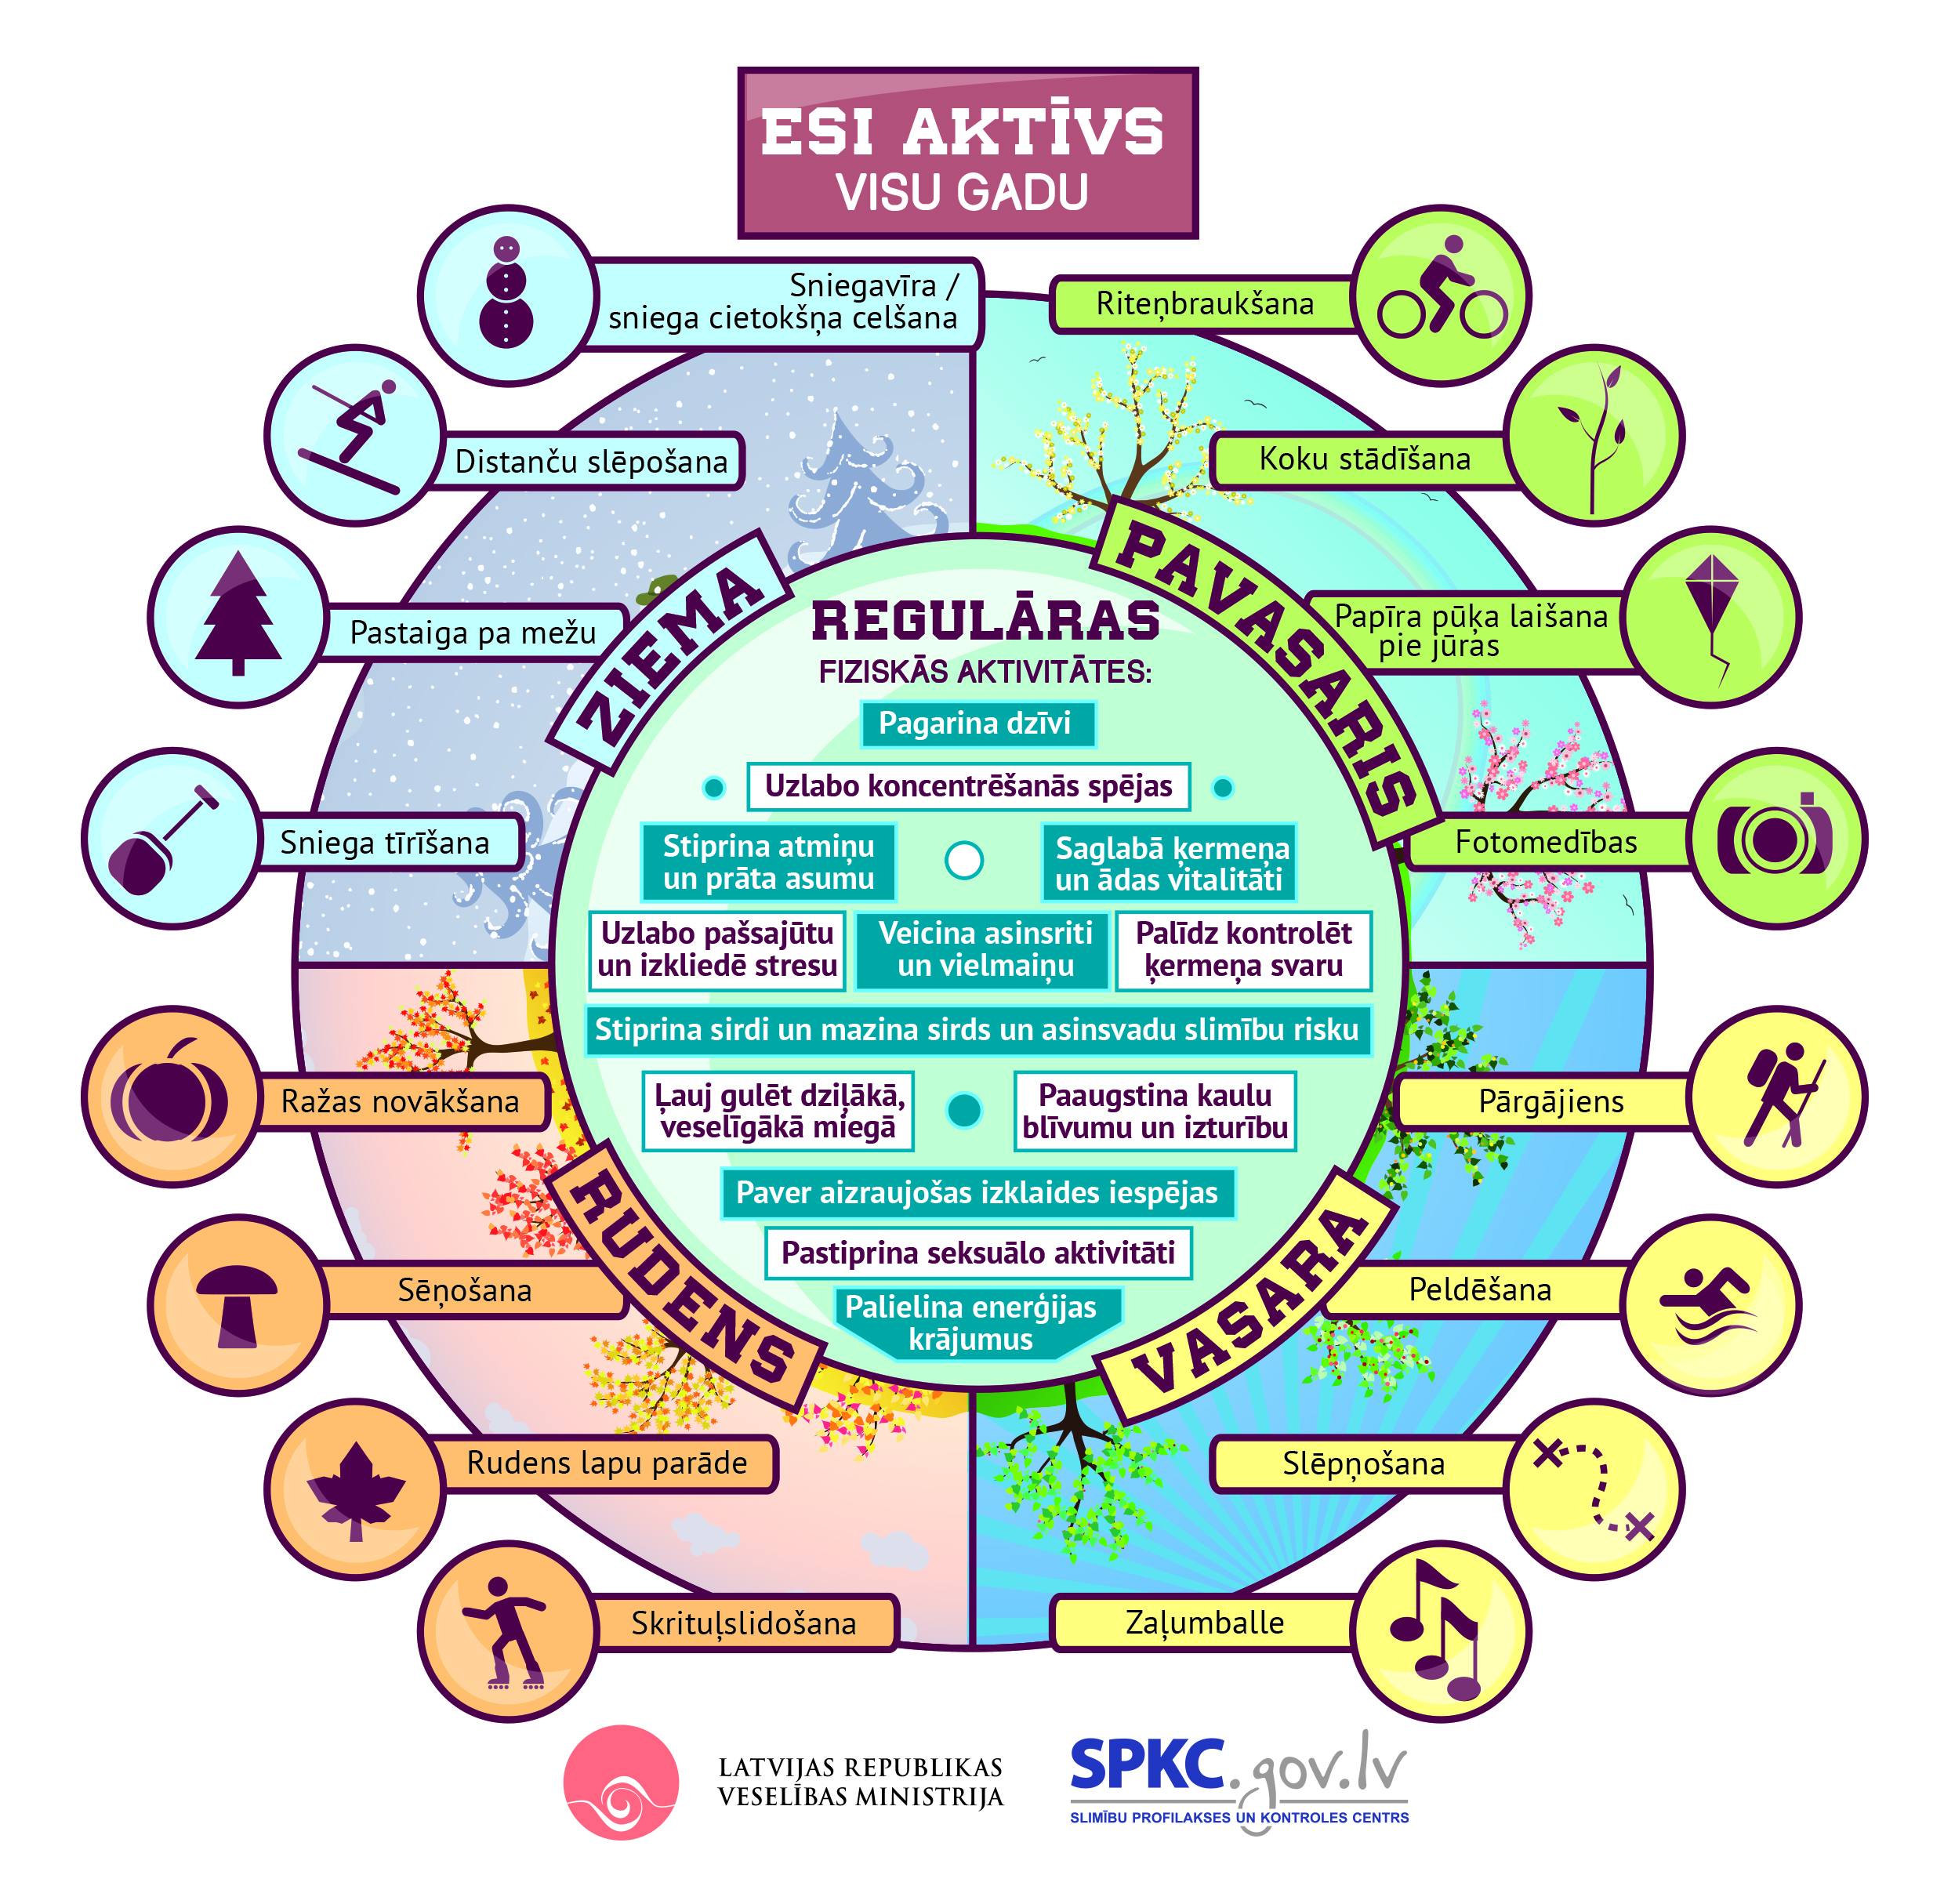 ESI AKTĪVS
VISU GADU
Sniegavīra /
sniega cietokšņa celšana
Distanču slēpošana
Pastaiga pa mežu
Sniega tīrīšana
ZIEMA
Riteņbraukšana
Koku stādīšana
Papīra pūķa laišana
pie jūras
Fotomedības
PAVASARIS
REGULĀRAS
FIZISKĀS AKTIVITĀTES:
Pagarina dzīvi
Uzlabo koncentrēšanās spējas
Stiprina atmiņu
un prāta asumu
Saglabā ķermeņa
un ādas vitalitāti
Uzlabo pašsajūtu
un izkliedē stresu
Veicina asinsriti
un vielmaiņu
Palīdz kontrolēt
ķermeņa svaru
Stiprina sirdi un mazina sirds un asinsvadu slimību risku
Ļauj gulēt dziļākā,
veselīgākā miegā
Paaugstina kaulu
blīvumu un izturību
Paver aizraujošas izklaides iespējas
Pastiprina seksuālo aktivitāti
Palielina enerģijas
krājumus
Ražas novākšana
Sēņošana
Rudens lapu parāde
Skrituļslidošana
RUDENS
Pārgājiens
Peldēšana
Slēpņošana
Zaļumballe
VASARA
LATVIJAS REPUBLIKAS
VESELĪBAS MINISTRIJA
SPKC.gov.lv
SLIMĪBU PROFILAKSES UN KONTROLES CENTRS